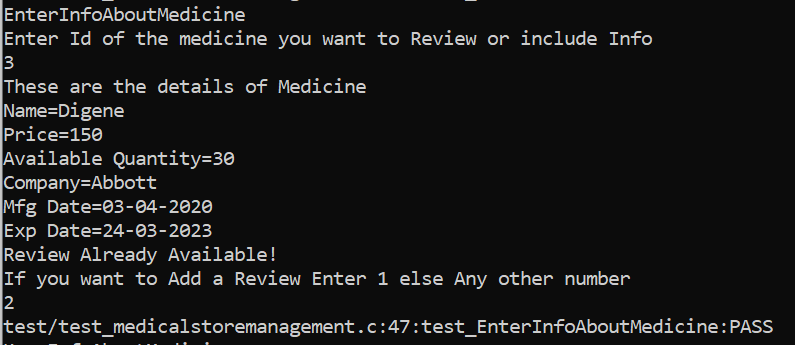 EnterInfoAboutMedicine
Enter Id of the medicine you want to Review or include Info
3
These are the details of Medicine
Name=Digene
Price=150
Available Quantity=30
Company=Abbott
Mfg Date=03-04-2020
Exp Date=24-03-2023
Review Already Available!
If you want to Add a Review Enter 1 else Any other number
2
test/test_medicalstoremanagement.c:47:test_EnterInfoAboutMedicine:PASS